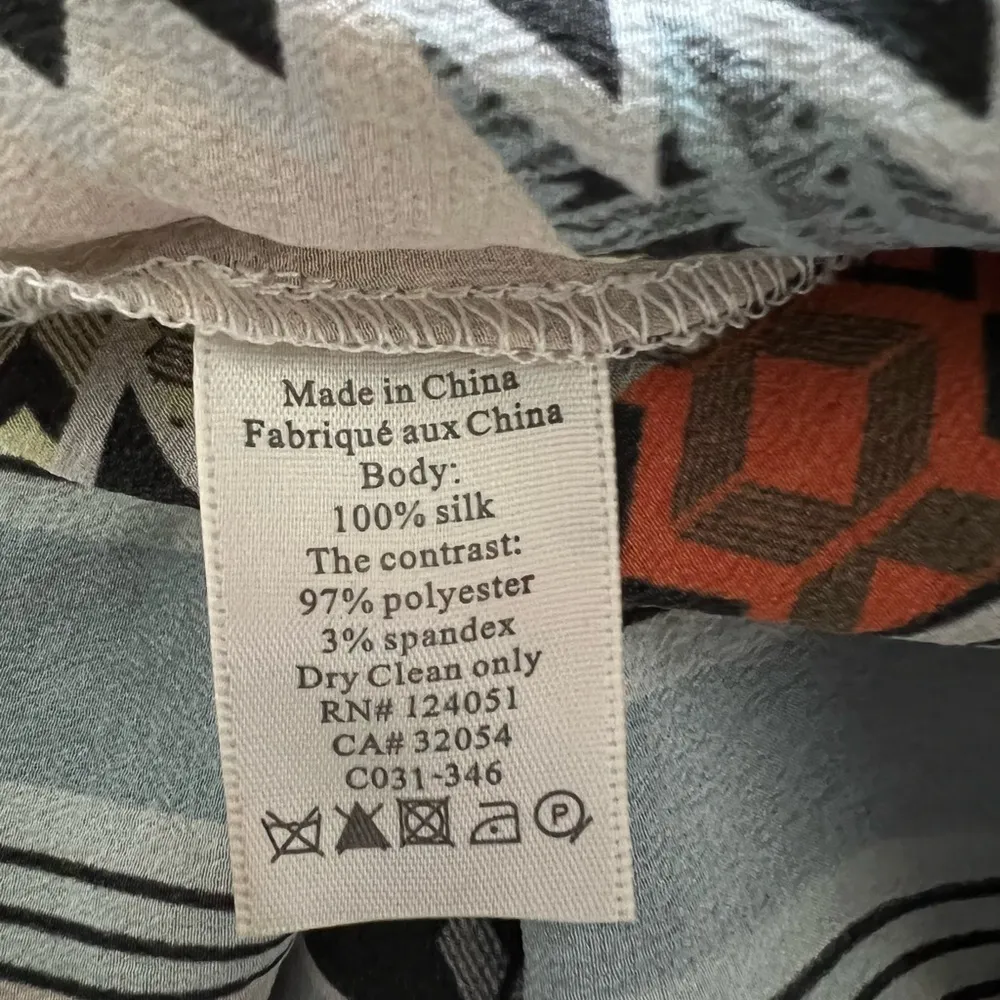 Made in China
Fabriqué aux China
Body:
100% silk
The contrast:
97% polyester
3% spandex
Dry Clean only
RN# 124051
CA# 32054
C031-346
P